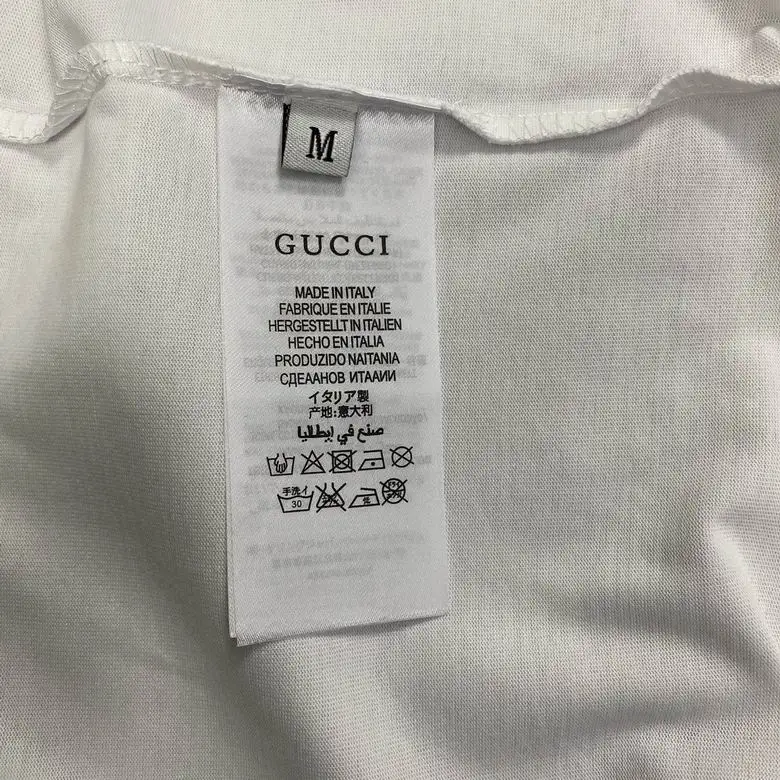 M
GUCCI
MADE IN ITALY
FABRIQUE EN ITALIE
HERGESTELLT IN ITALIEN
HECHO EN ITALIA
PRODUZIDO NAITANIA
СДЕААНОВ ИТААИИ
イタリア製
产地:意大利
صنع في إيطاليا
手洗イ
30